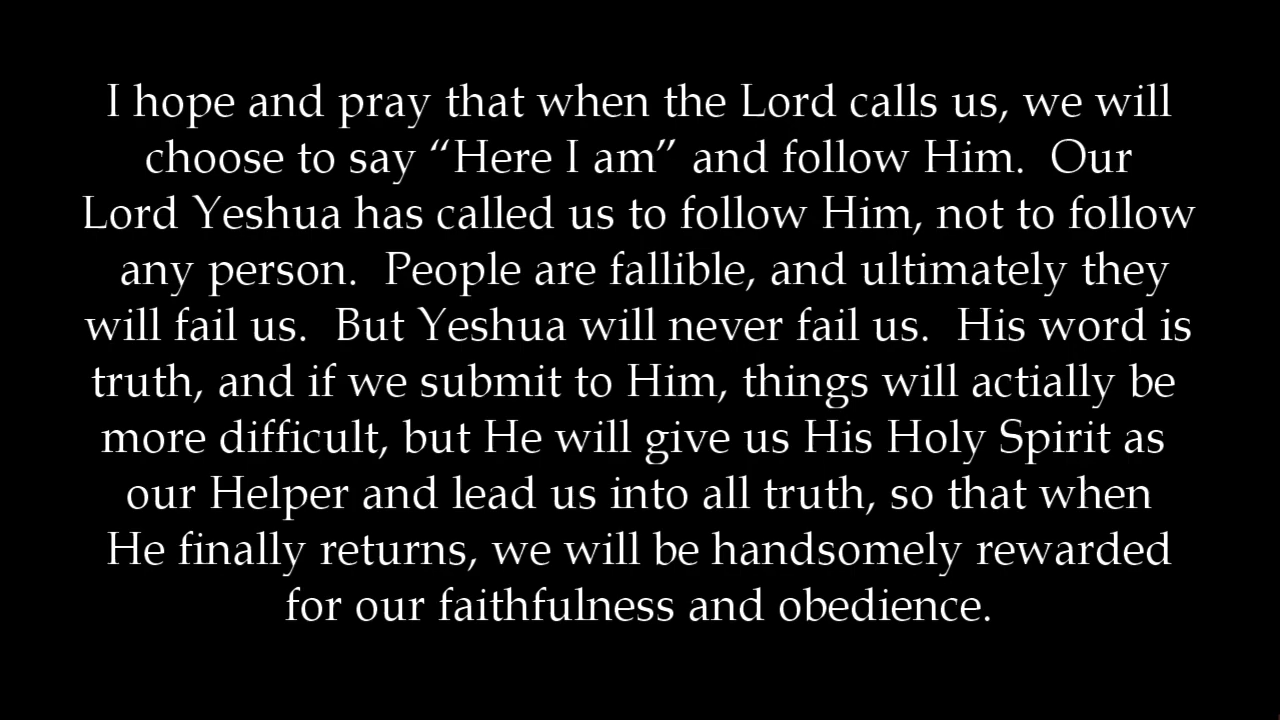 I hope and pray that when the Lord calls us, we will
choose to say “Here I am” and follow Him.  Our
Lord Yeshua has called us to follow Him, not to follow
any person.  People are fallible, and ultimately they
will fail us.  But Yeshua will never fail us.  His word is
truth, and if we submit to Him, things will actially be
more difficult, but He will give us His Holy Spirit as
our Helper and lead us into all truth, so that when
He finally returns, we will be handsomely rewarded
for our faithfulness and obedience.